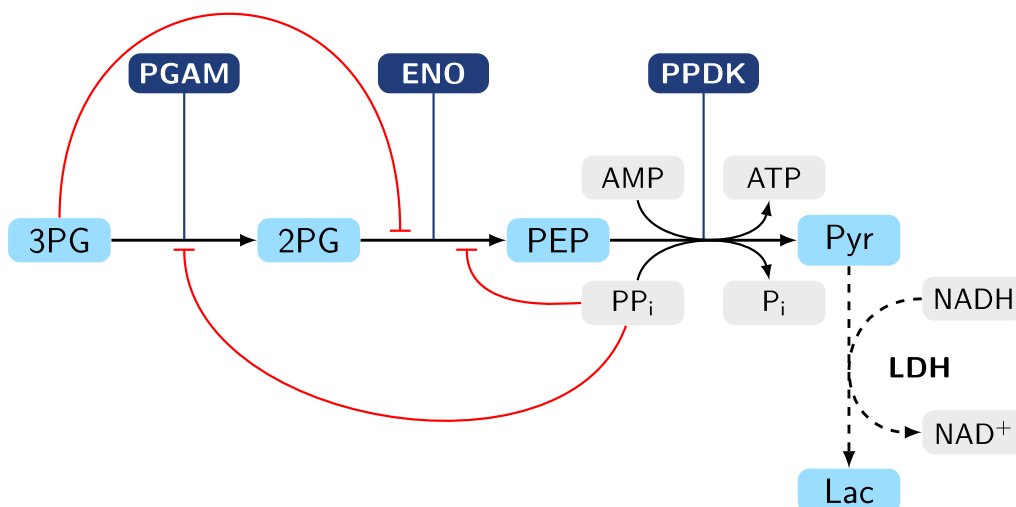 PGAM
ENO
PPDK
AMP
ATP
3PG
2PG
PEP
Pyr
PPᵢ
Pᵢ
NADH
LDH
NAD⁺
Lac